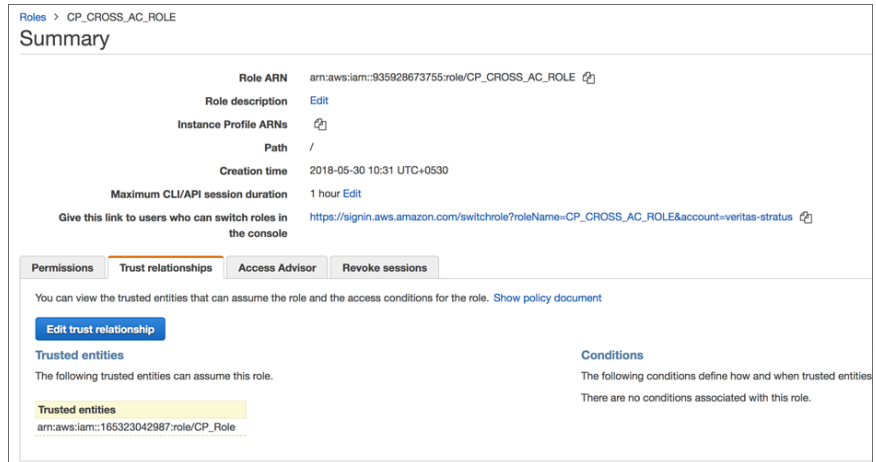 Roles > CP_CROSS_AC_ROLE
Summary
Role ARN arn:aws:iam::935928673755:role/CP_CROSS_AC_ROLE
Role description Edit
Instance Profile ARNs
Path /
Creation time 2018-05-30 10:31 UTC+0530
Maximum CLI/API session duration 1 hour Edit
Give this link to users who can switch roles in the console https://signin.aws.amazon.com/switchrole?roleName=CP_CROSS_AC_ROLE&account=veritas-stratus
Permissions Trust relationships Access Advisor Revoke sessions
You can view the trusted entities that can assume the role and the access conditions for the role. Show policy document
Edit trust relationship
Trusted entities
The following trusted entities can assume this role.
Trusted entities
arn:aws:iam::165323042987:role/CP_Role
Conditions
The following conditions define how and when trusted entities
There are no conditions associated with this role.